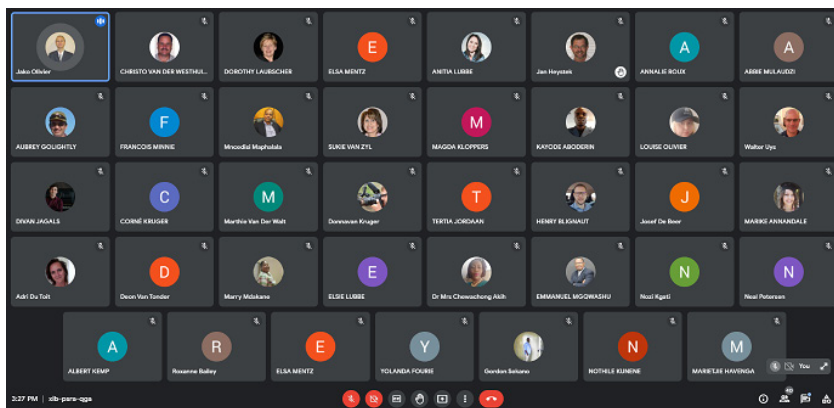 Jako Olivier
CHRISTO VAN DER WESTHUI...
DOROTHY LAUBSCHER
E
ELSA MENTZ
ANITIA LUBBE
Jan Heystek
A
ANNALIE ROUX
A
ABBIE MULAUDZI
AUBREY GOLIGHTLY
F
FRANCOIS MINNIE
Mncedisi Maphalala
SUKIE VAN ZYL
M
MAGDA KLOPPERS
KAYODE ABODERIN
LOUISE OLIVIER
Walter Uys
DIVAN JAGALS
C
CORNÉ KRUGER
M
Marthie Van Der Walt
Donnavan Kruger
T
TERTIA JORDAAN
HENRY BLIGNAUT
J
Josef De Beer
MARIKE ANNANDALE
Adri Du Toit
D
Deon Van Tonder
Marry Mdakane
E
ELSIE LUBBE
Dr Mrs Chewachong Akih
EMMANUEL MGQWASHU
N
Nozi Kgati
N
Neal Petersen
A
ALBERT KEMP
R
Roxanne Bailey
E
ELSA MENTZ
Y
YOLANDA FOURIE
Gordon Sekano
N
NOTHILE KUNENE
M
MARIETJIE HAVENGA
You
3:27 PM | xib-pars-qga